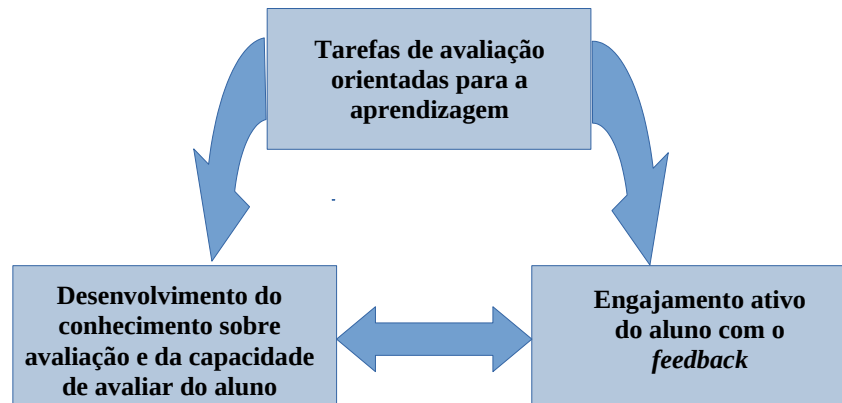 Tarefas de avaliação
orientadas para a
aprendizagem
Desenvolvimento do
conhecimento sobre
avaliação e da capacidade
de avaliar do aluno
Engajamento ativo
do aluno com o
feedback